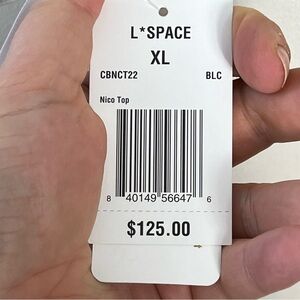 L*SPACE
XL
CBNCT22 BLC
Nico Top
8 40149 56647 6
$125.00